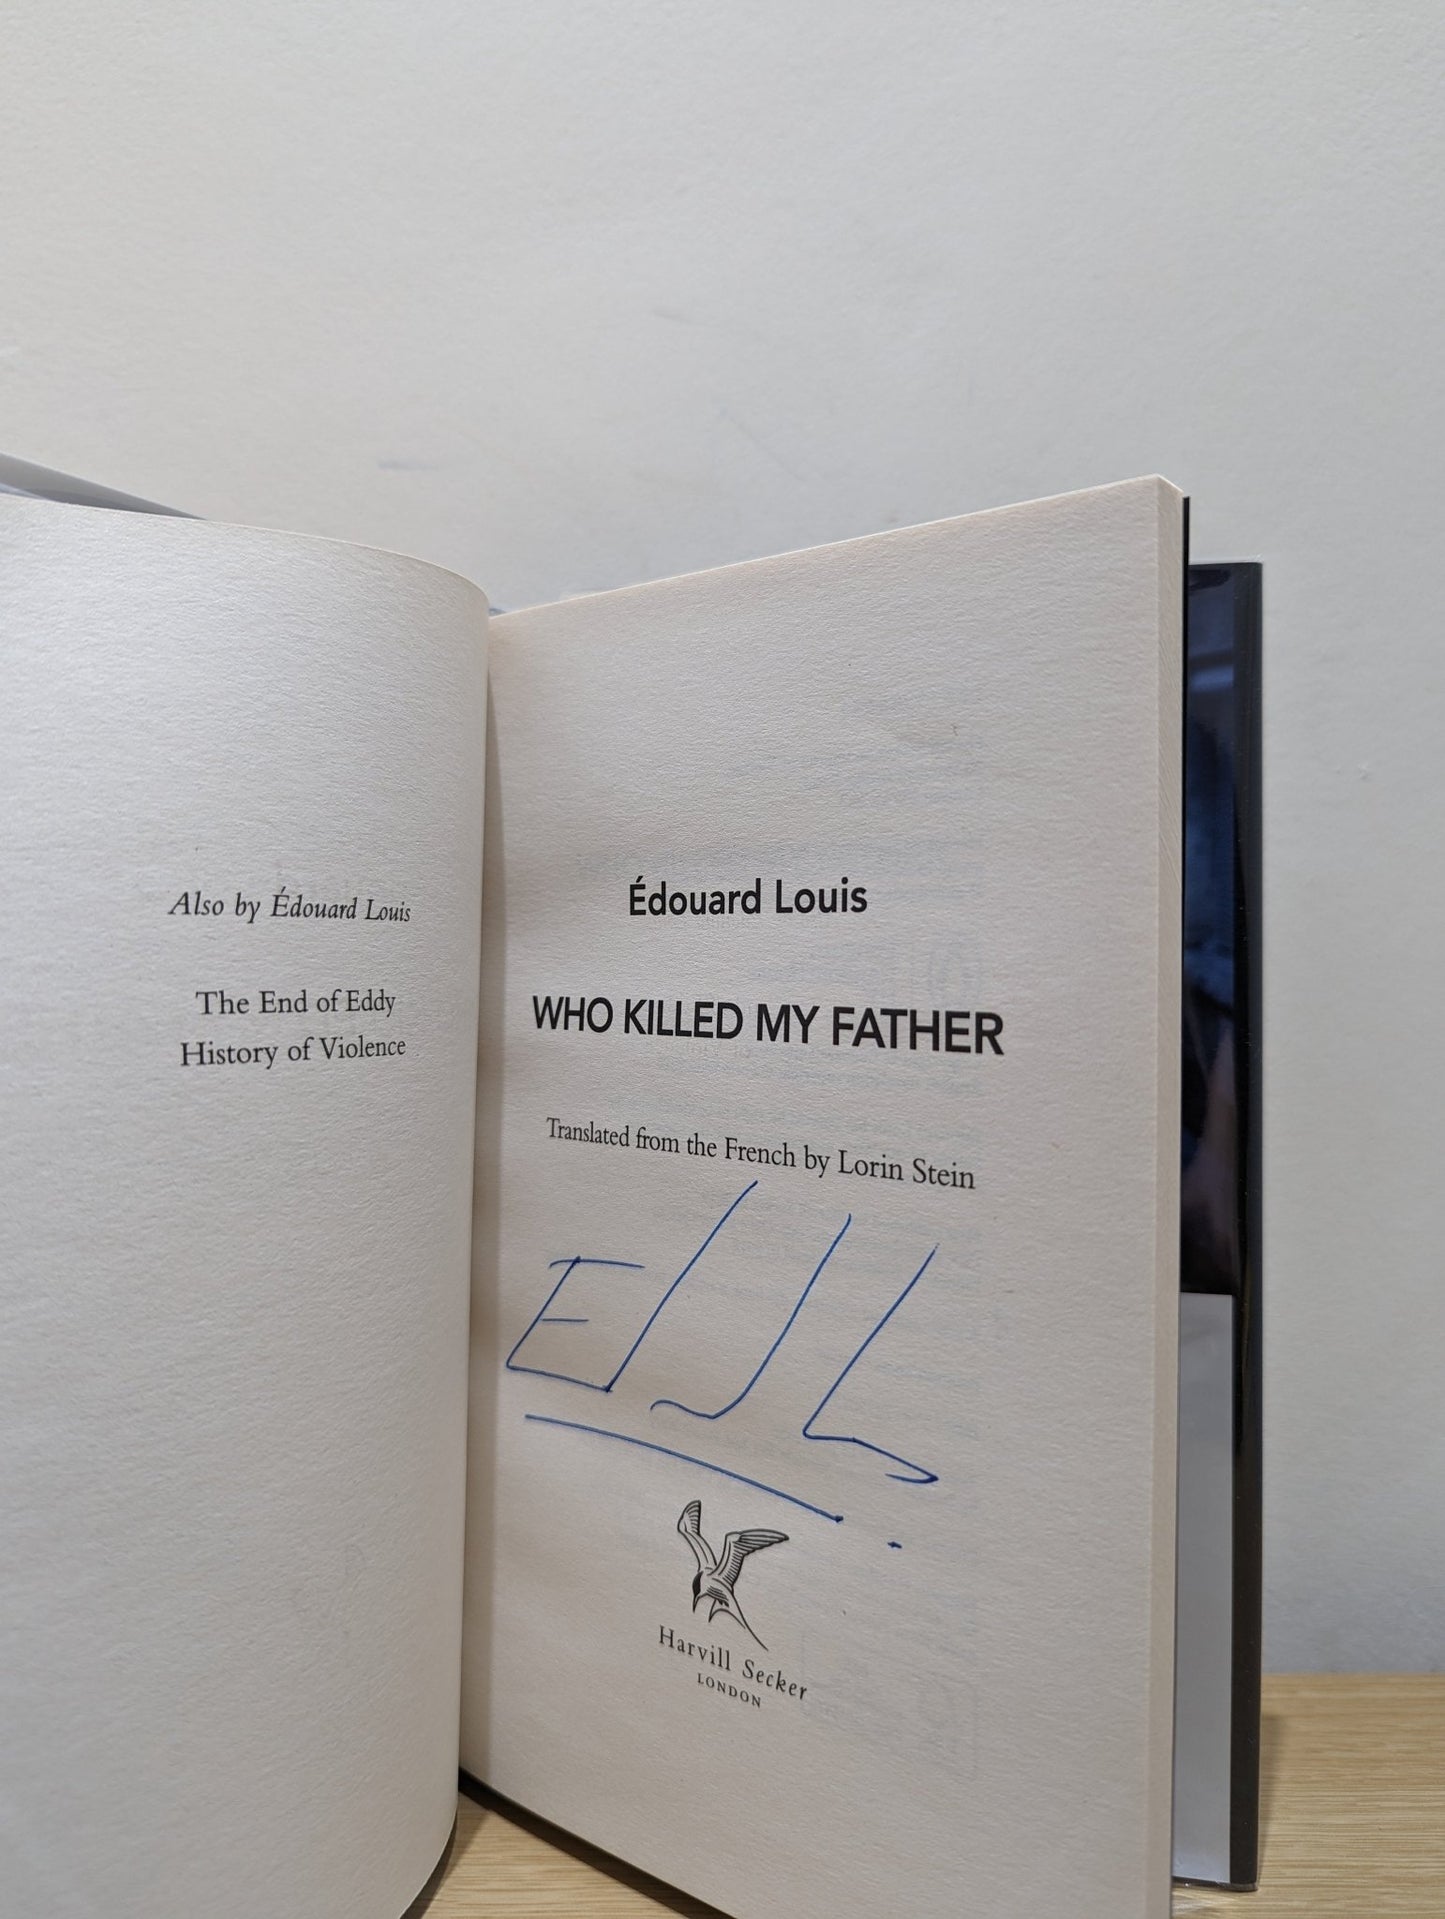 Also by Édouard Louis
The End of Eddy
History of Violence
Édouard Louis
WHO KILLED MY FATHER
Translated from the French by Lorin Stein
Harvill Secker
LONDON